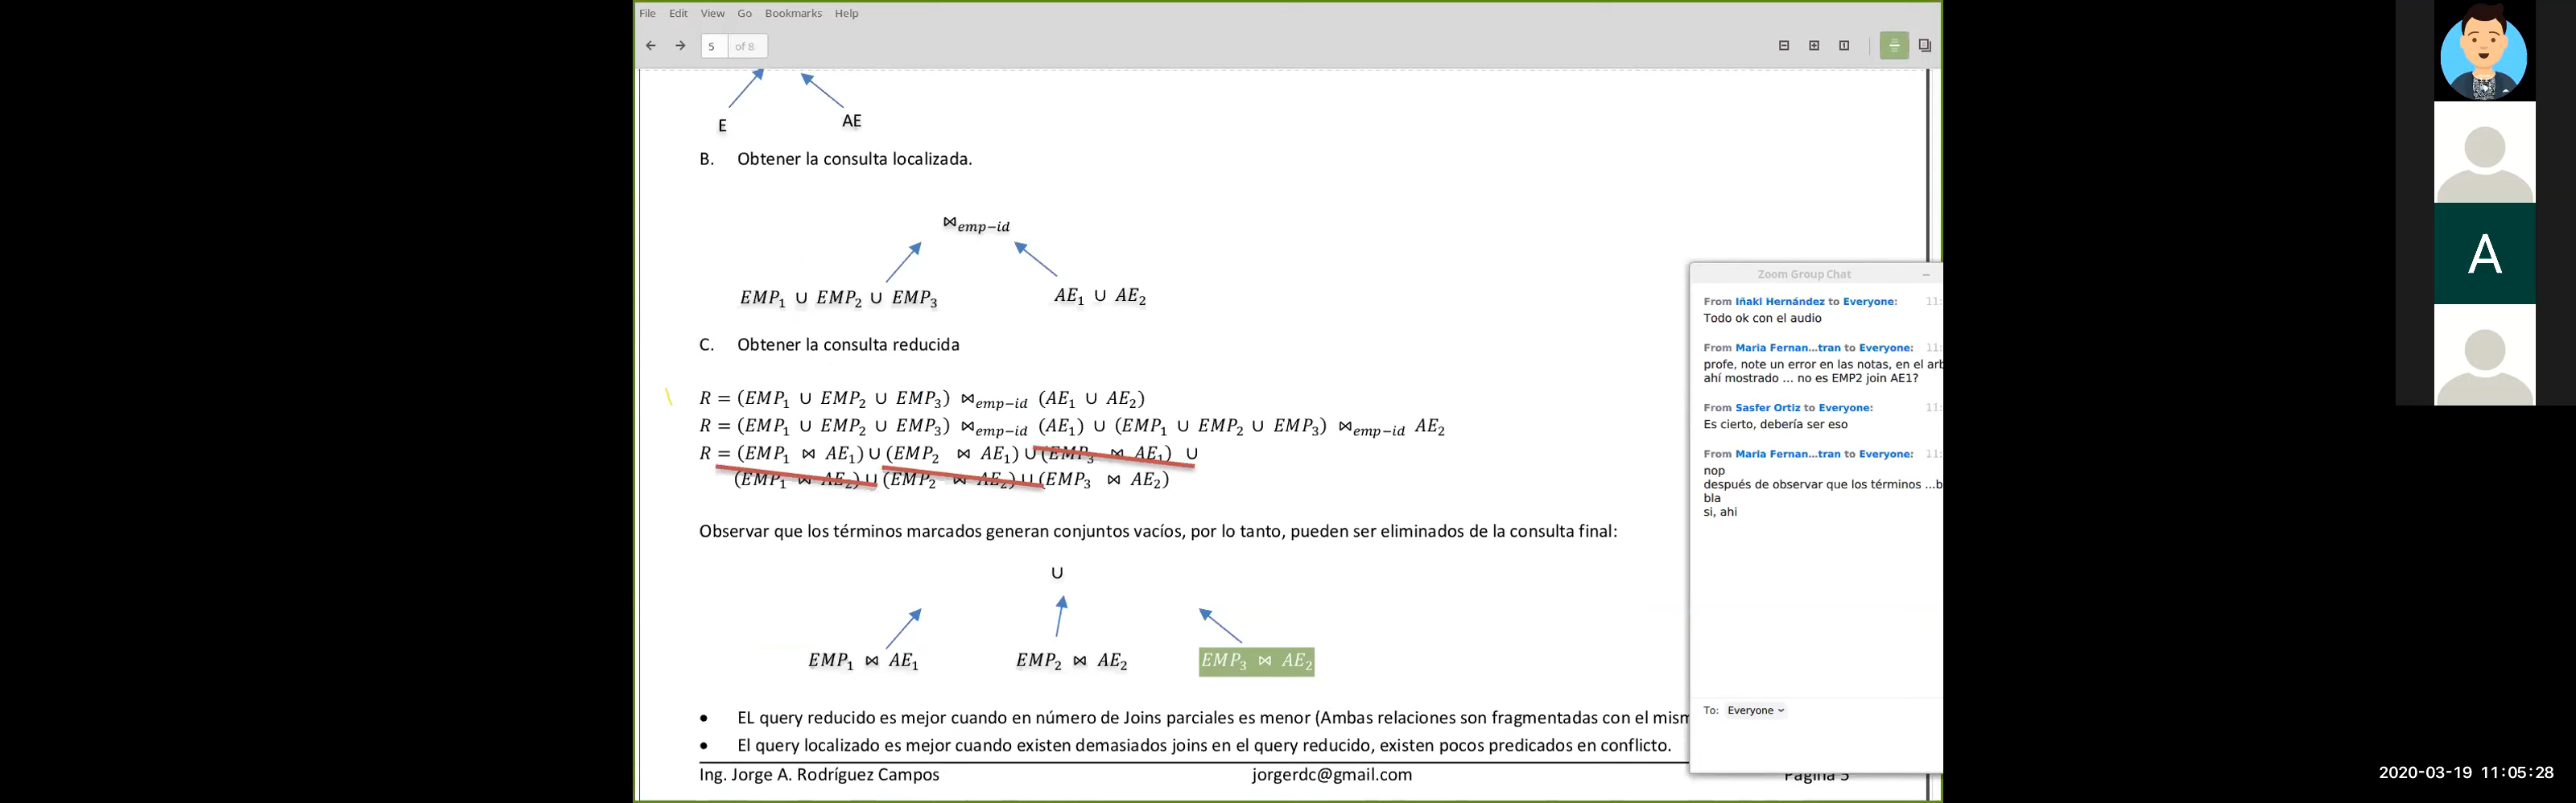 File Edit View Go Bookmarks Help
5 of 8
E AE
B. Obtener la consulta localizada.
⋈emp−id
EMP1 ∪ EMP2 ∪ EMP3 AE1 ∪ AE2
C. Obtener la consulta reducida
R = (EMP1 ∪ EMP2 ∪ EMP3) ⋈emp−id (AE1 ∪ AE2)
R = (EMP1 ∪ EMP2 ∪ EMP3) ⋈emp−id (AE1) ∪ (EMP1 ∪ EMP2 ∪ EMP3) ⋈emp−id AE2
R = (EMP1 ⋈ AE1) ∪ (EMP2 ⋈ AE1) ∪ (EMP3 ⋈ AE1) ∪
(EMP1 ⋈ AE2) ∪ (EMP2 ⋈ AE2) ∪ (EMP3 ⋈ AE2)
Observar que los términos marcados generan conjuntos vacíos, por lo tanto, pueden ser eliminados de la consulta final:
∪
EMP1 ⋈ AE1 EMP2 ⋈ AE2 EMP3 ⋈ AE2
• EL query reducido es mejor cuando en número de Joins parciales es menor (Ambas relaciones son fragmentadas con el mism
• El query localizado es mejor cuando existen demasiados joins en el query reducido, existen pocos predicados en conflicto.
Ing. Jorge A. Rodríguez Campos jorgerdc@gmail.com Página 5
Zoom Group Chat
From Iñaki Hernández to Everyone: 11:
Todo ok con el audio
From Maria Fernan...tran to Everyone: 11:
profe, note un error en las notas, en el arb
ahí mostrado ... no es EMP2 join AE1?
From Sasfer Ortiz to Everyone: 11:
Es cierto, debería ser eso
From Maria Fernan...tran to Everyone: 11:
nop
después de observar que los términos ...b
bla
si, ahi
To: Everyone
A
2020-03-19 11:05:28